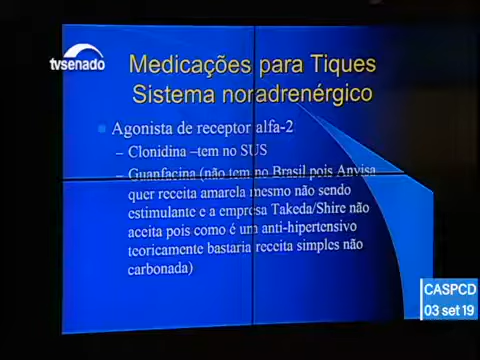 tvsenado
Medicações para Tiques
Sistema noradrenérgico
Agonista de receptor alfa-2
– Clonidina –tem no SUS
– Guanfacina (não tem no Brasil pois Anvisa
quer receita amarela mesmo não sendo
estimulante e a empresa Takeda/Shire não
aceita pois como é um anti-hipertensivo
teoricamente bastaria receita simples não
carbonada)
CASPCD
03 set 19